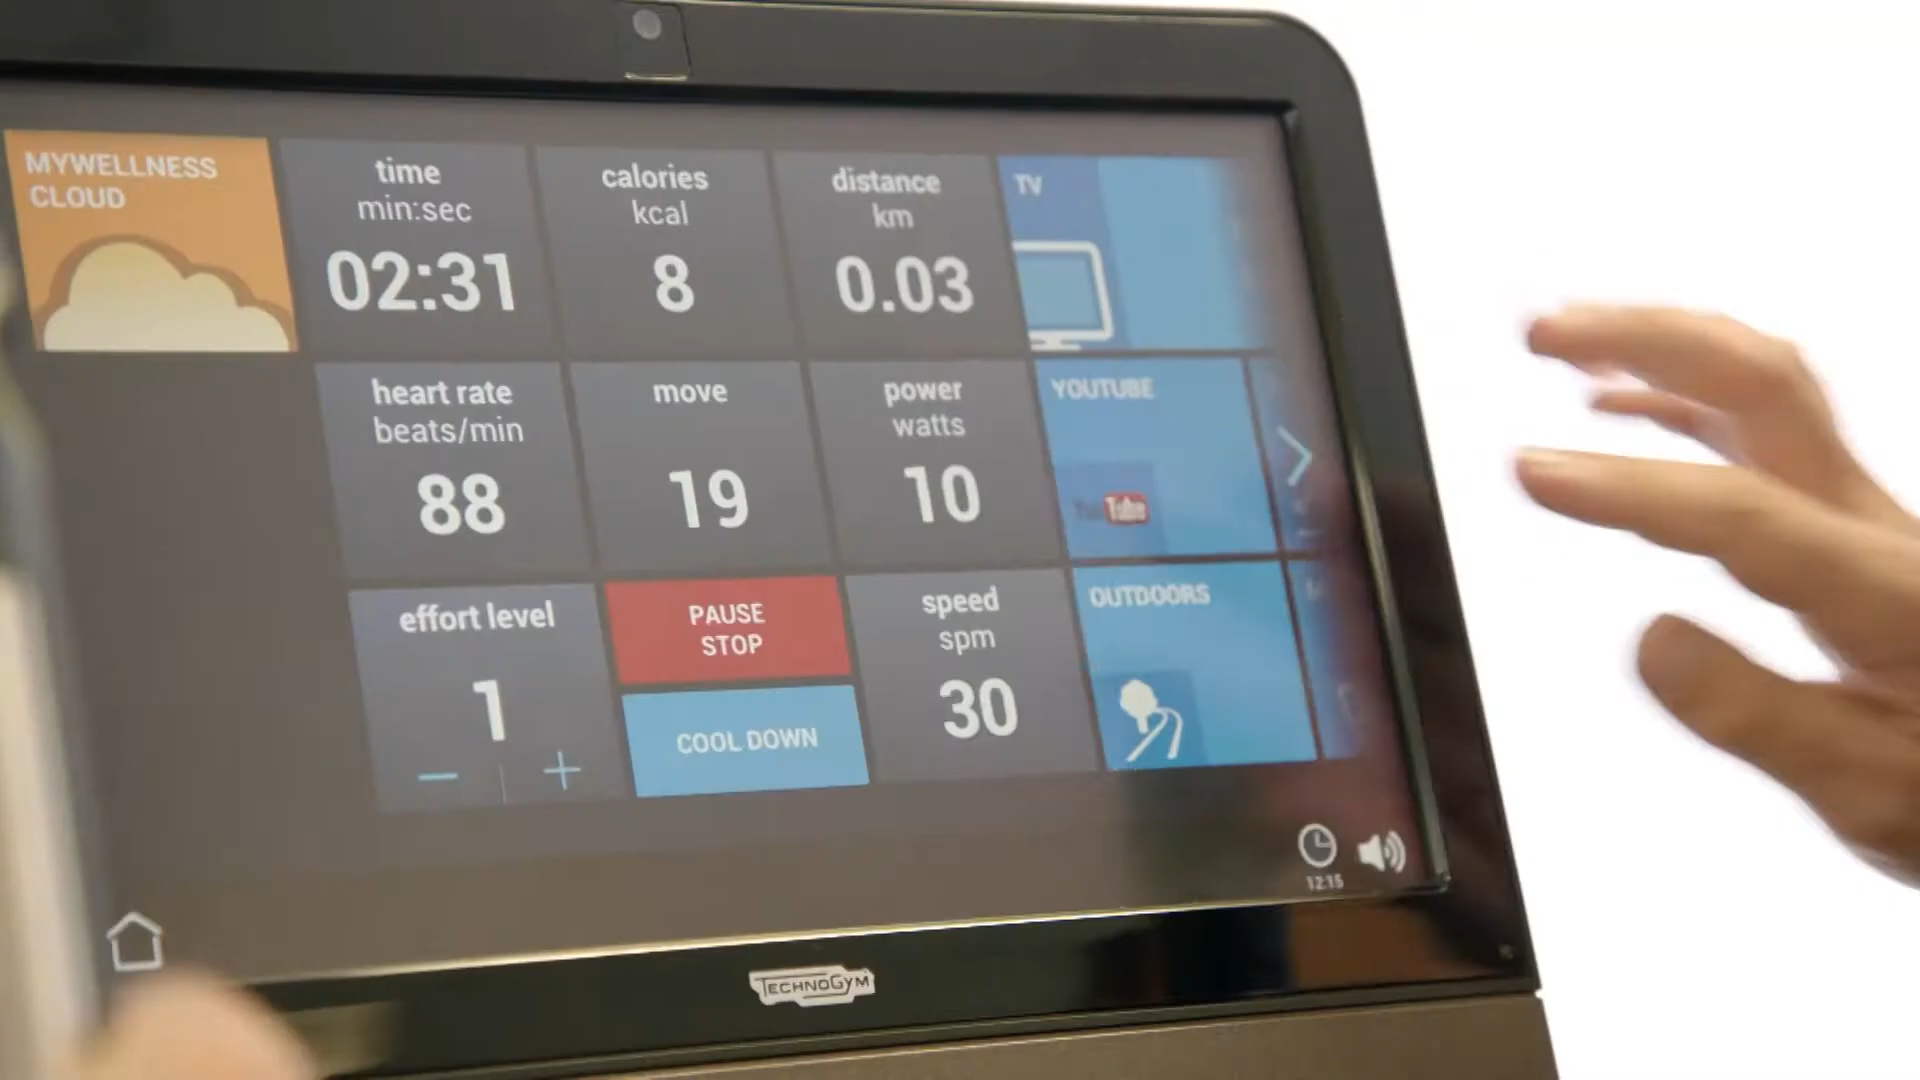 MYWELLNESS
CLOUD
time
min:sec
02:31
calories
kcal
8
distance
km
0.03
TV
heart rate
beats/min
88
move
19
power
watts
10
YOUTUBE
YouTube
effort level
1
− +
PAUSE
STOP
COOL DOWN
speed
spm
30
OUTDOORS
12:15
TECHNOGYM